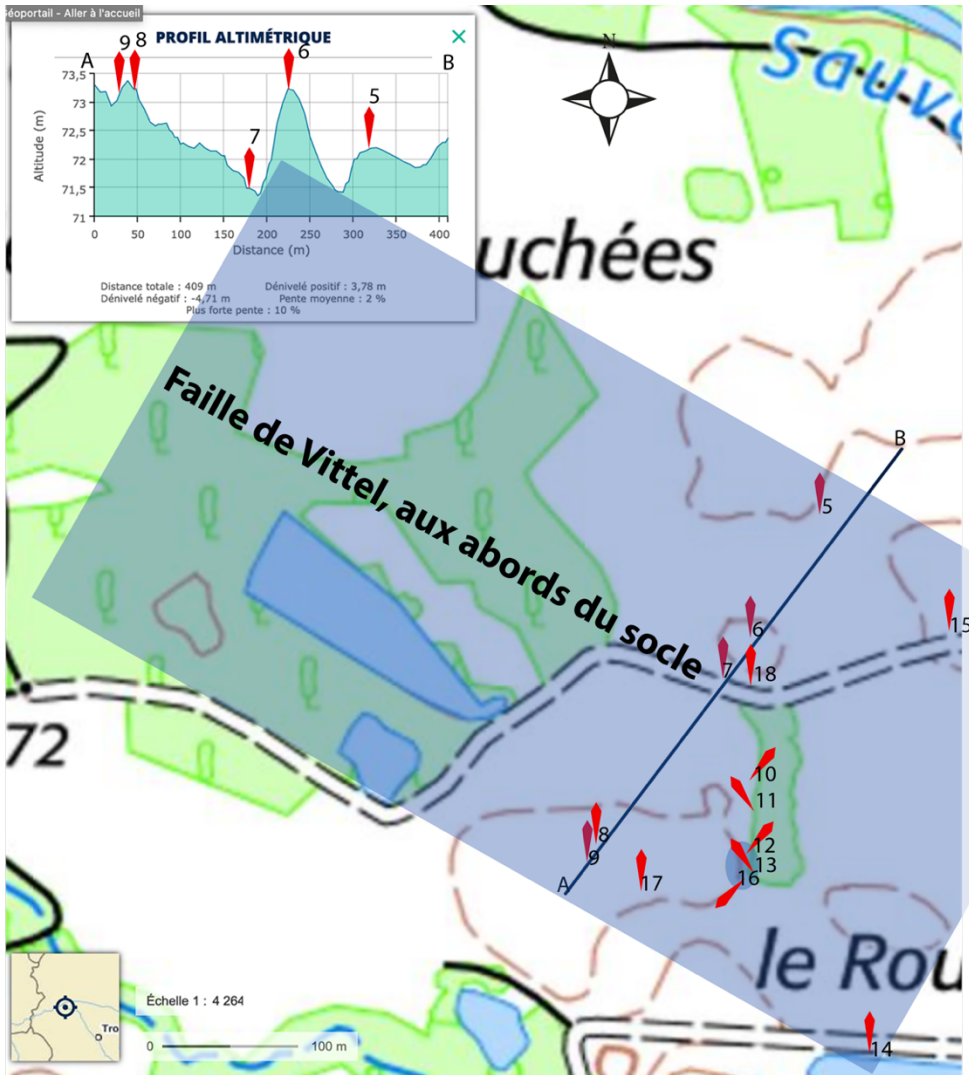 éoportail - Aller à l'accueil
PROFIL ALTIMÉTRIQUE
A 9 8 6 B
73,5
73
72,5
72
71,5
71
7
5
Altitude (m)
0 50 100 150 200 250 300 350 400
Distance (m)
Distance totale : 409 m Dénivelé positif : 3,78 m
Dénivelé négatif : -4,71 m Pente moyenne : 2 %
Plus forte pente : 10 %
N
Sauv
uchées
Faille de Vittel, aux abords du socle
B
5
6
15
7
18
72
10
11
8
12
9
13
A
17
16
le Rou
Tro
Échelle 1 : 4 264
0 100 m
14